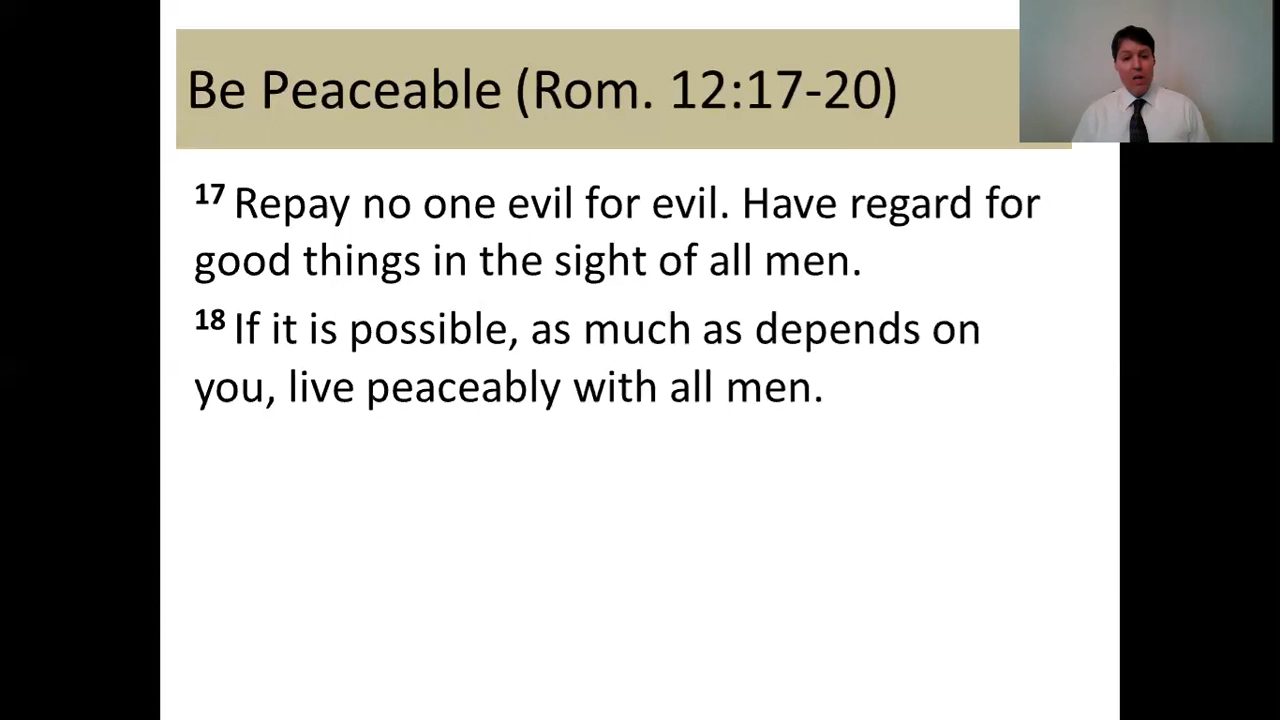 Be Peaceable (Rom. 12:17-20)
17 Repay no one evil for evil. Have regard for
good things in the sight of all men.
18 If it is possible, as much as depends on
you, live peaceably with all men.